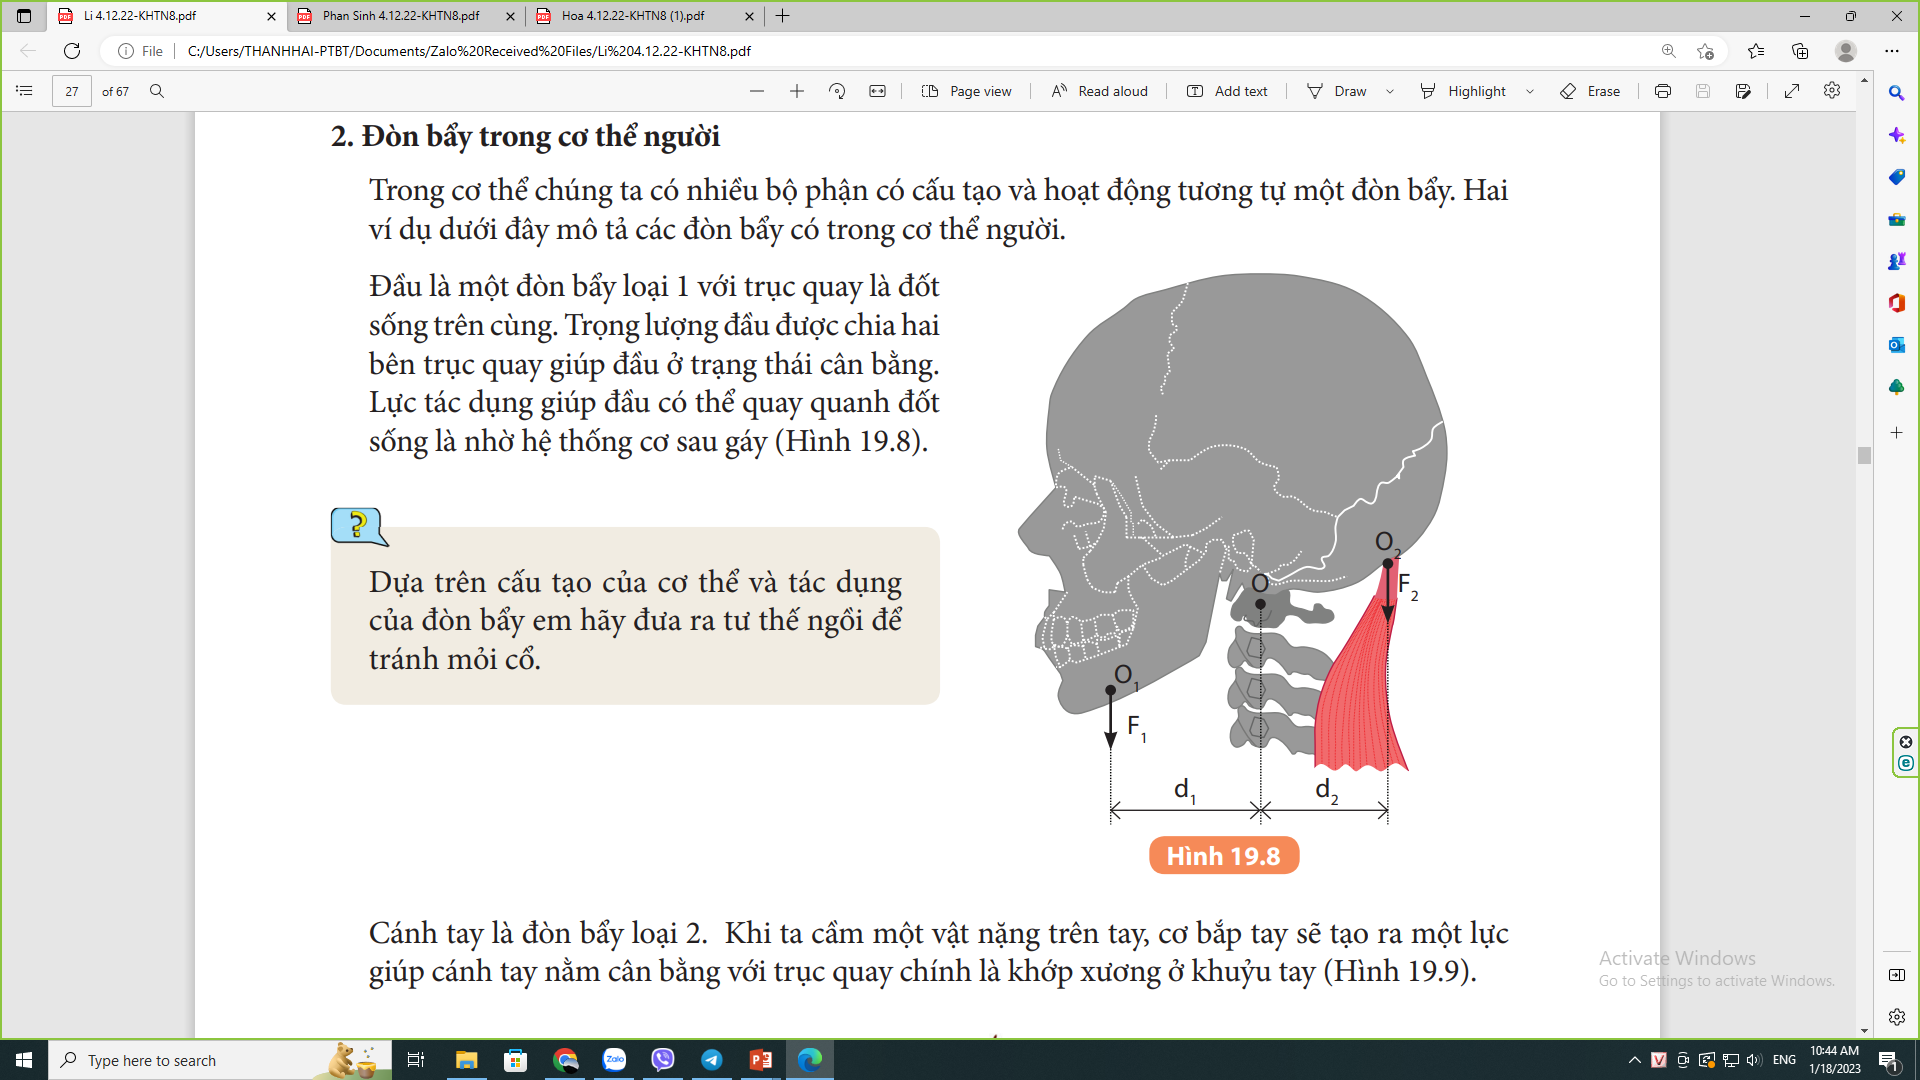 Li 4.12.22-KHTN8.pdf
Phan Sinh 4.12.22-KHTN8.pdf
Hoa 4.12.22-KHTN8 (1).pdf
File
C:/Users/THANHHAI-PTBT/Documents/Zalo%20Received%20Files/Li%204.12.22-KHTN8.pdf
27 of 67
Page view
Read aloud
Add text
Draw
Highlight
Erase
2. Đòn bẩy trong cơ thể người
Trong cơ thể chúng ta có nhiều bộ phận có cấu tạo và hoạt động tương tự một đòn bẩy. Hai
ví dụ dưới đây mô tả các đòn bẩy có trong cơ thể người.
Đầu là một đòn bẩy loại 1 với trục quay là đốt
sống trên cùng. Trọng lượng đầu được chia hai
bên trục quay giúp đầu ở trạng thái cân bằng.
Lực tác dụng giúp đầu có thể quay quanh đốt
sống là nhờ hệ thống cơ sau gáy (Hình 19.8).
?
Dựa trên cấu tạo của cơ thể và tác dụng
của đòn bẩy em hãy đưa ra tư thế ngồi để
tránh mỏi cổ.
O2
F2
O
O1
F1
d1
d2
Hình 19.8
Cánh tay là đòn bẩy loại 2. Khi ta cầm một vật nặng trên tay, cơ bắp tay sẽ tạo ra một lực
giúp cánh tay nằm cân bằng với trục quay chính là khớp xương ở khuỷu tay (Hình 19.9).
Activate Windows
Go to Settings to activate Windows.
Type here to search
Zalo
ENG
10:44 AM
1/18/2023
1